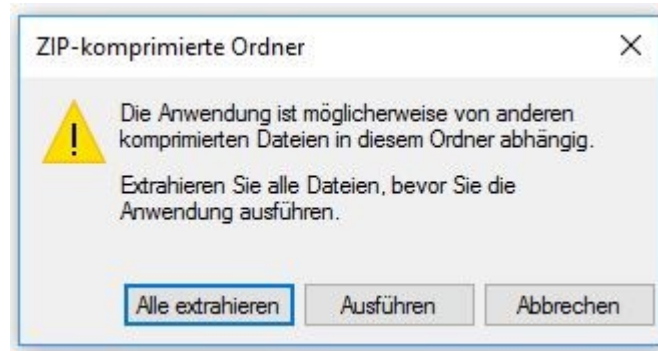 ZIP-komprimierte Ordner
Die Anwendung ist möglicherweise von anderen
komprimierten Dateien in diesem Ordner abhängig.
Extrahieren Sie alle Dateien, bevor Sie die
Anwendung ausführen.
Alle extrahieren Ausführen Abbrechen